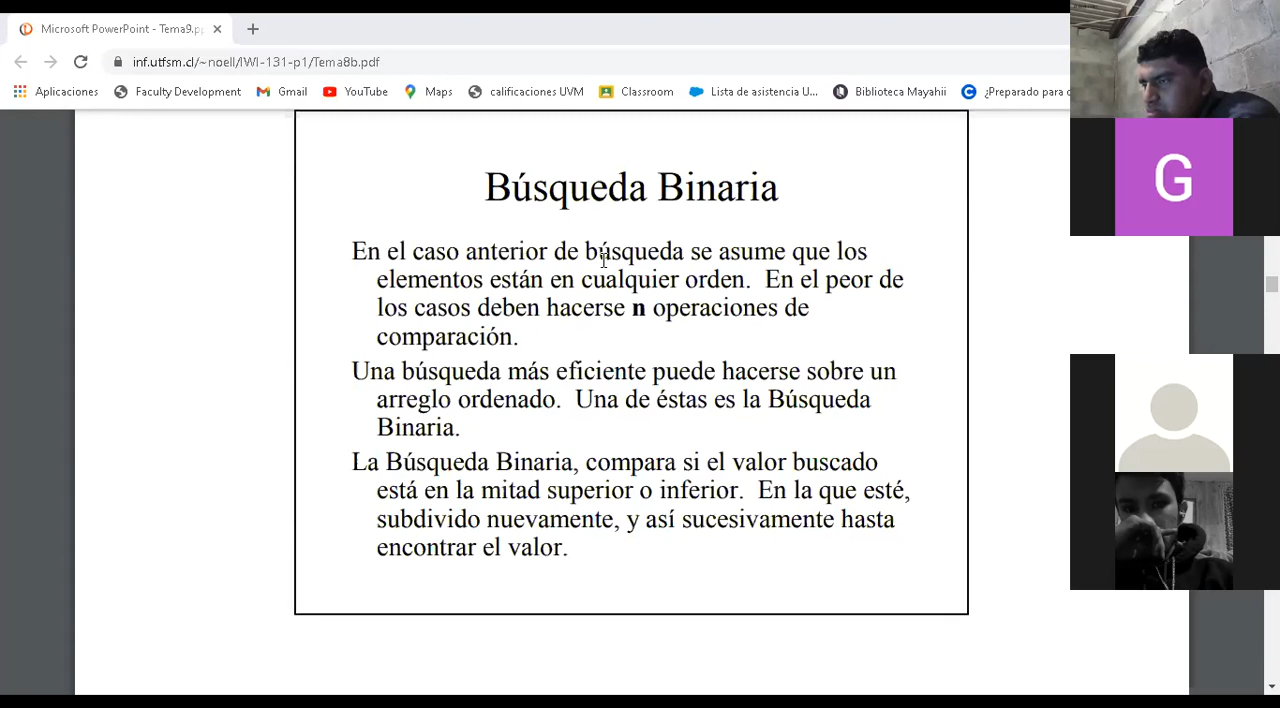 Microsoft PowerPoint - Tema9.p
inf.utfsm.cl/~noell/IWI-131-p1/Tema8b.pdf
Aplicaciones Faculty Development Gmail YouTube Maps calificaciones UVM Classroom Lista de asistencia U... Biblioteca Mayahii ¿Preparado para
Búsqueda Binaria
En el caso anterior de búsqueda se asume que los
elementos están en cualquier orden. En el peor de
los casos deben hacerse n operaciones de
comparación.
Una búsqueda más eficiente puede hacerse sobre un
arreglo ordenado. Una de éstas es la Búsqueda
Binaria.
La Búsqueda Binaria, compara si el valor buscado
está en la mitad superior o inferior. En la que esté,
subdivido nuevamente, y así sucesivamente hasta
encontrar el valor.
G